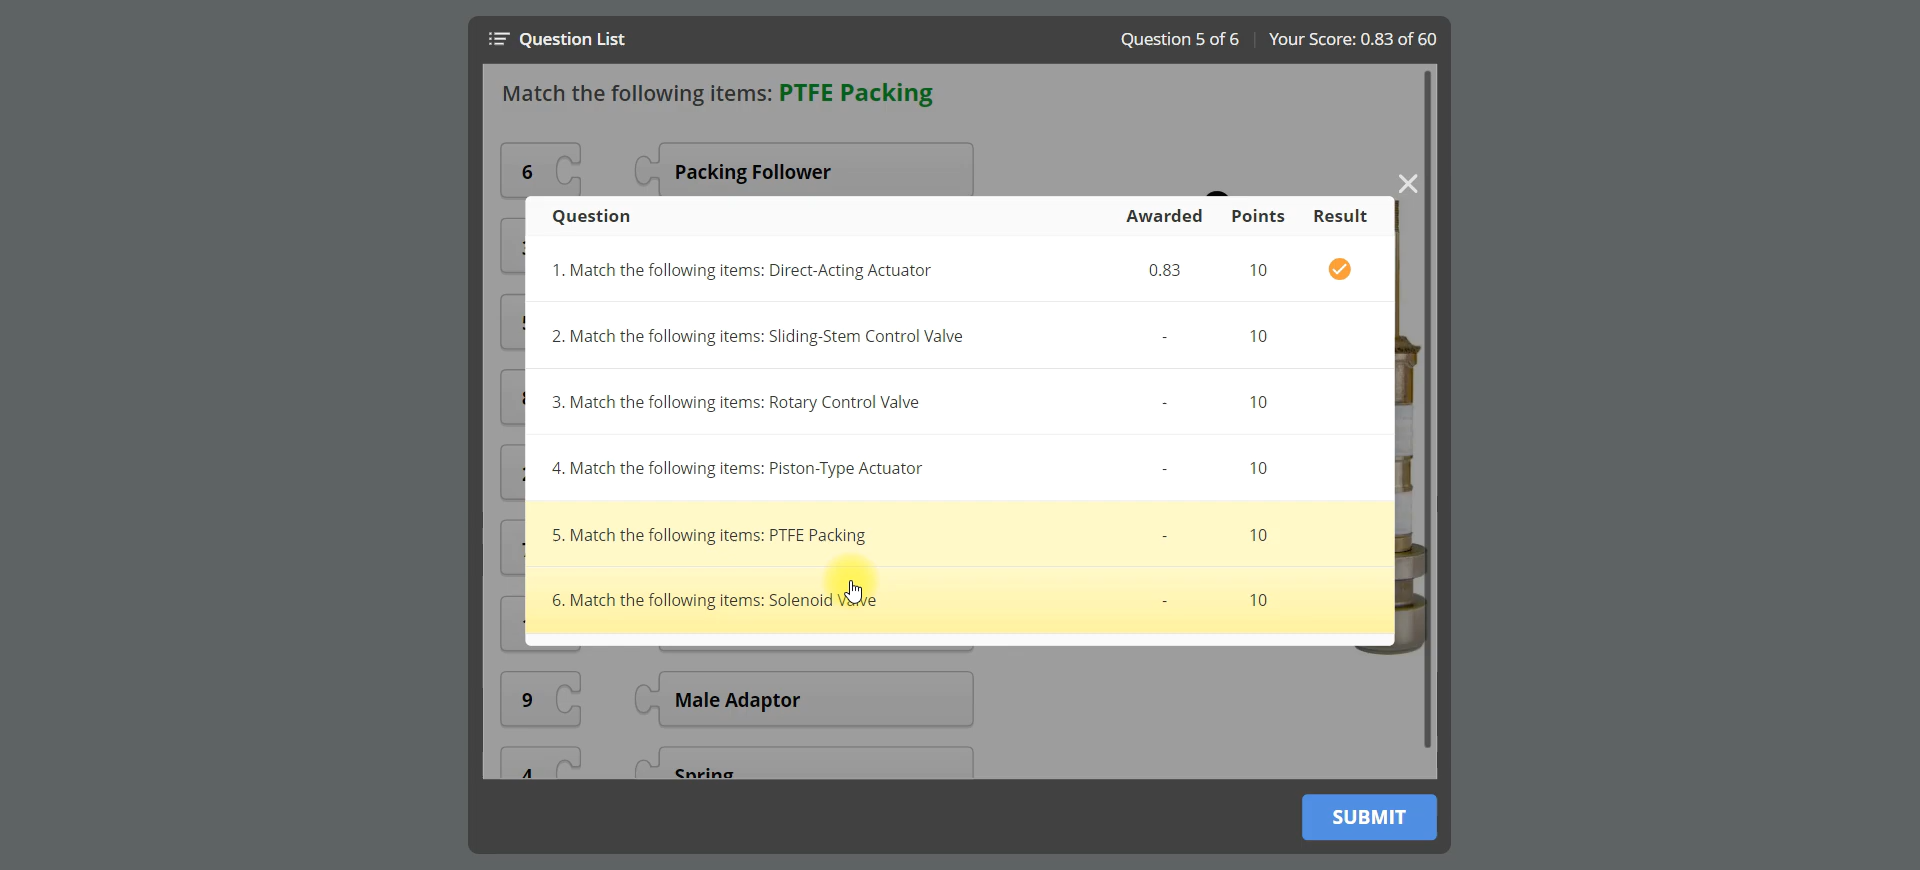 Question List
Question 5 of 6 | Your Score: 0.83 of 60
Match the following items: PTFE Packing
6 Packing Follower
Question Awarded Points Result
1. Match the following items: Direct-Acting Actuator 0.83 10
2. Match the following items: Sliding-Stem Control Valve - 10
3. Match the following items: Rotary Control Valve - 10
4. Match the following items: Piston-Type Actuator - 10
5. Match the following items: PTFE Packing - 10
6. Match the following items: Solenoid Valve - 10
9 Male Adaptor
4 Spring
SUBMIT